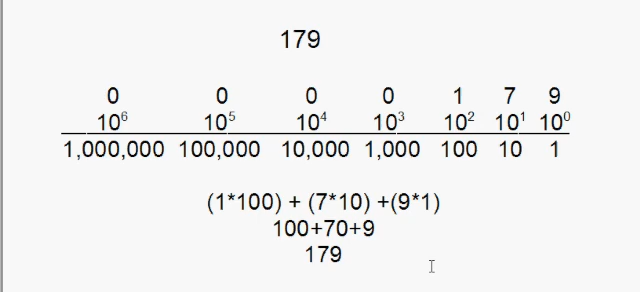 179
0 0 0 0 1 7 9
10⁶ 10⁵ 10⁴ 10³ 10² 10¹ 10⁰
1,000,000 100,000 10,000 1,000 100 10 1
(1*100) + (7*10) +(9*1)
100+70+9
179